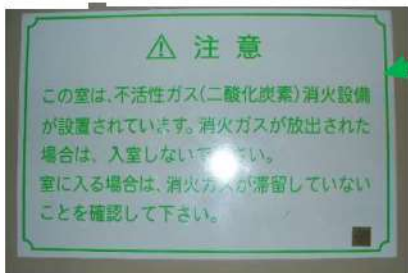 ⚠ 注意
この室は、不活性ガス(二酸化炭素)消火設備
が設置されています。消火ガスが放出された
場合は、入室しないで さい。
室に入る場合は、消火ガスが滞留していない
ことを確認して下さい。